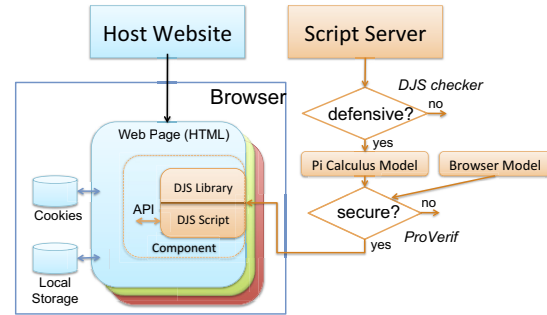 Host Website
Script Server
Browser
DJS checker
defensive?
no
yes
Web Page (HTML)
Pi Calculus Model
Browser Model
DJS Library
API
DJS Script
Component
Cookies
secure?
no
ProVerif
yes
Local
Storage